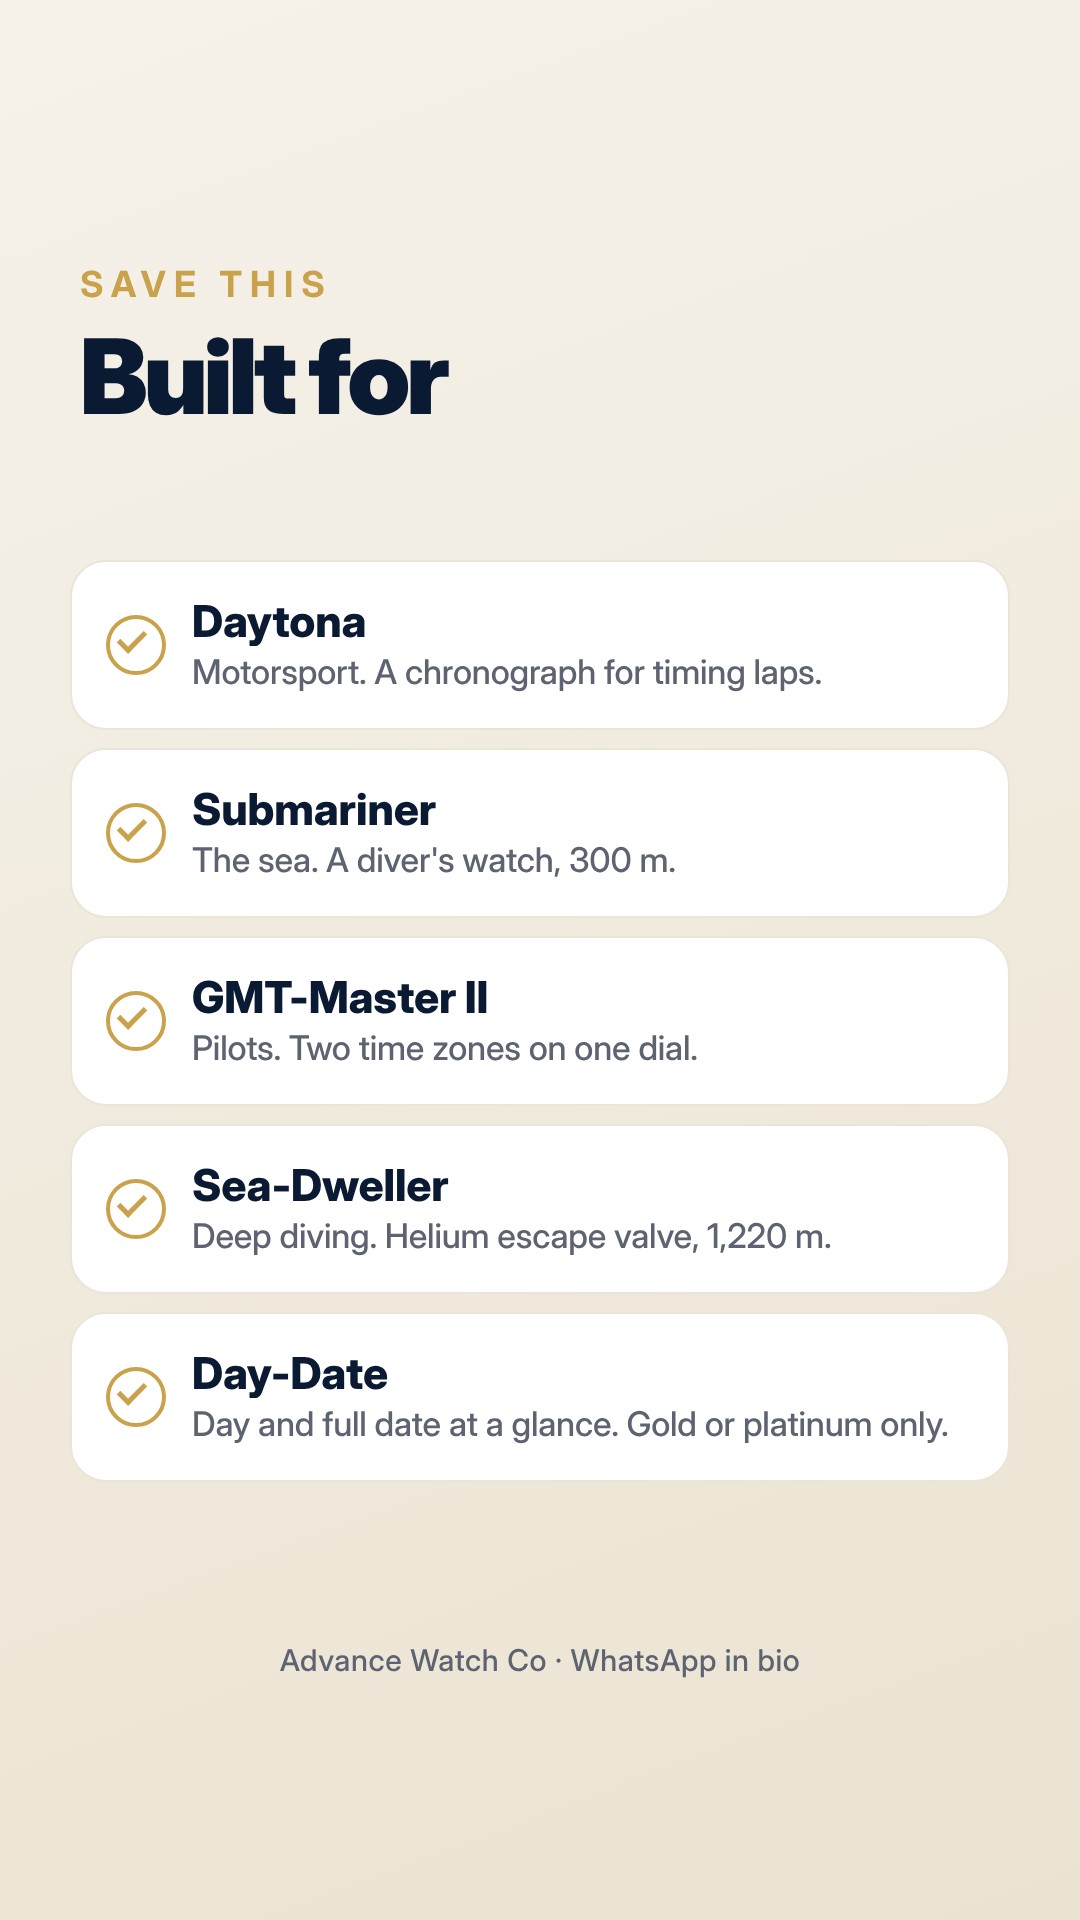 SAVE THIS
Built for
Daytona
Motorsport. A chronograph for timing laps.
Submariner
The sea. A diver's watch, 300 m.
GMT-Master II
Pilots. Two time zones on one dial.
Sea-Dweller
Deep diving. Helium escape valve, 1,220 m.
Day-Date
Day and full date at a glance. Gold or platinum only.
Advance Watch Co · WhatsApp in bio